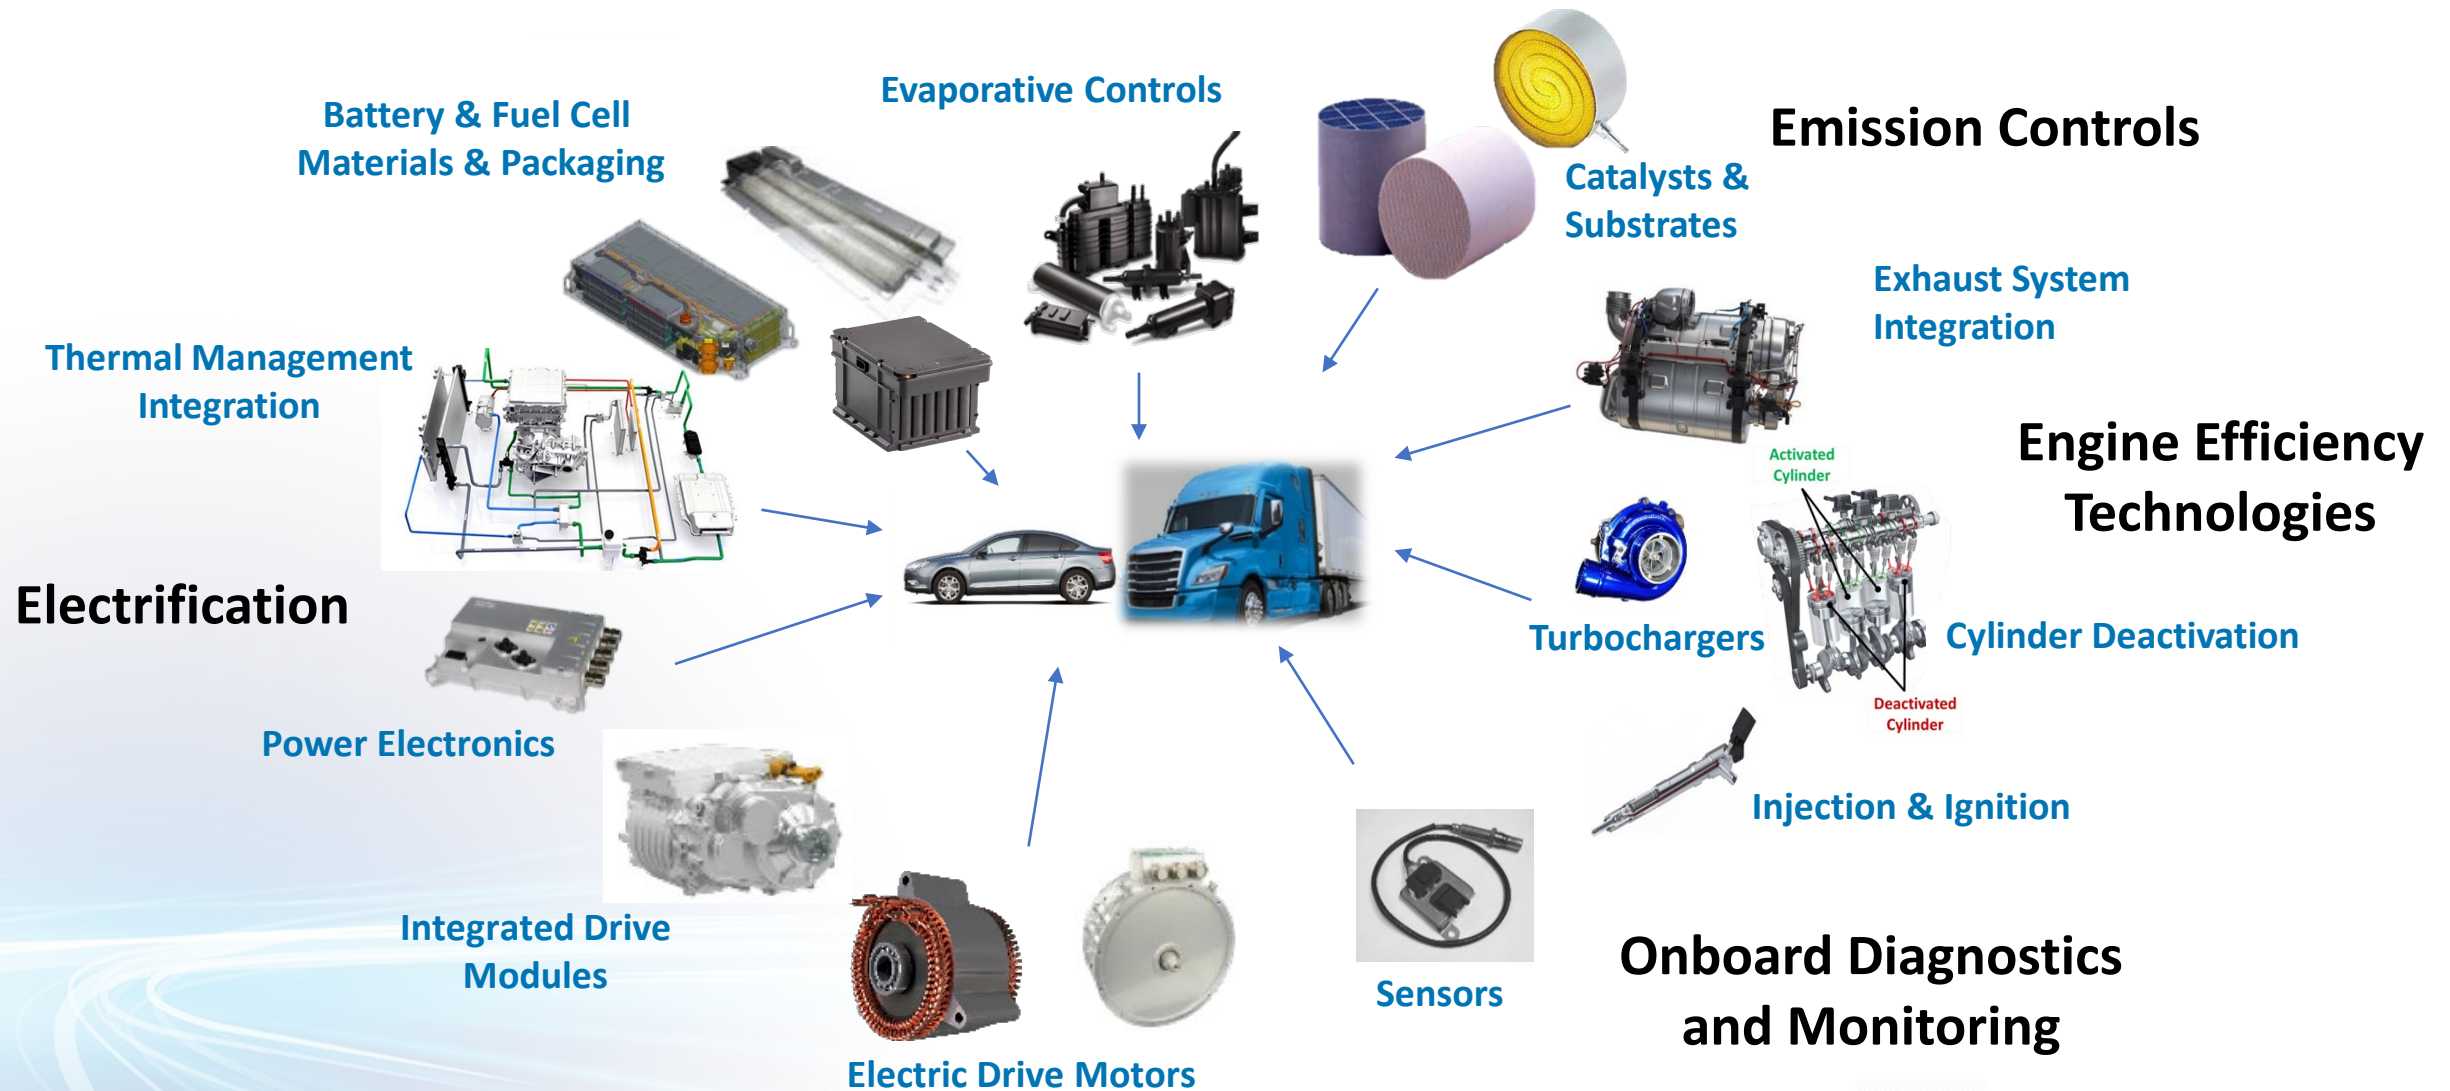 Evaporative Controls
Battery & Fuel Cell
Materials & Packaging
Emission Controls
Catalysts &
Substrates
Exhaust System
Integration
Thermal Management
Integration
Engine Efficiency
Technologies
Activated
Cylinder
Electrification
Turbochargers
Cylinder Deactivation
Deactivated
Cylinder
Power Electronics
Injection & Ignition
Integrated Drive
Modules
Sensors
Onboard Diagnostics
and Monitoring
Electric Drive Motors